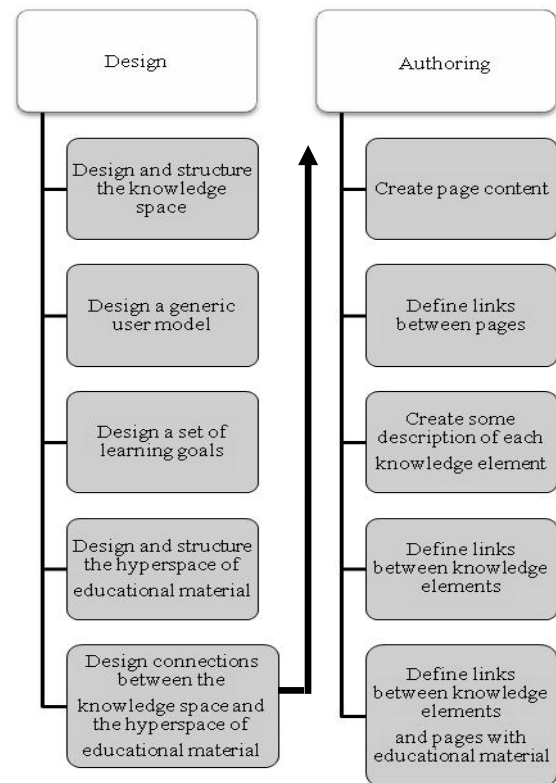 Design
Design and structure
the knowledge
space
Design a generic
user model
Design a set of
learning goals
Design and structure
the hyperspace of
educational material
Design connections
between the
knowledge space and
the hyperspace of
educational material
Authoring
Create page content
Define links
between pages
Create some
description of each
knowledge element
Define links
between knowledge
elements
Define links
between knowledge
elements
and pages with
educational material